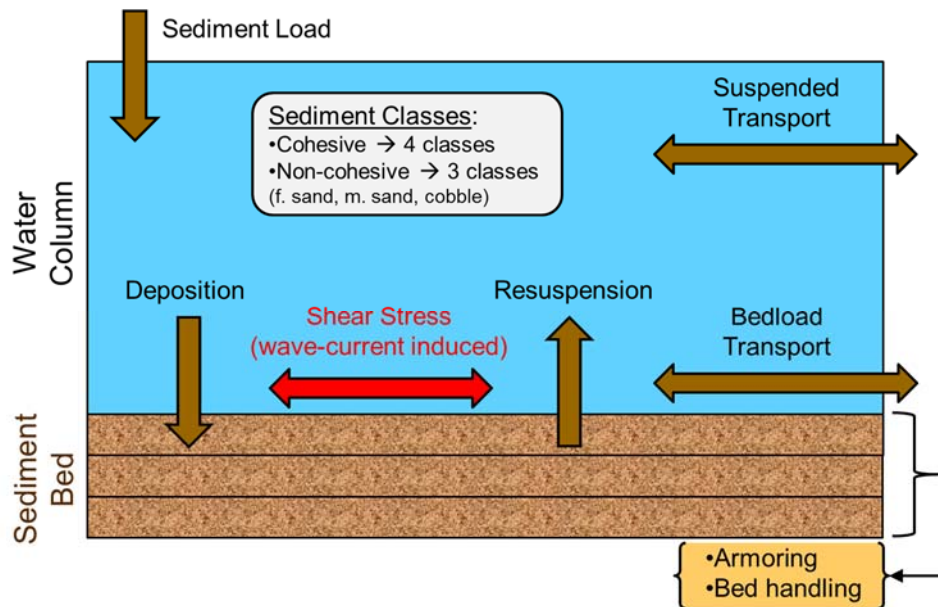 Sediment Load
Sediment Classes:
•Cohesive → 4 classes
•Non-cohesive → 3 classes
(f. sand, m. sand, cobble)
Suspended
Transport
Water
Column
Deposition
Shear Stress
(wave-current induced)
Resuspension
Bedload
Transport
Sediment
Bed
•Armoring
•Bed handling